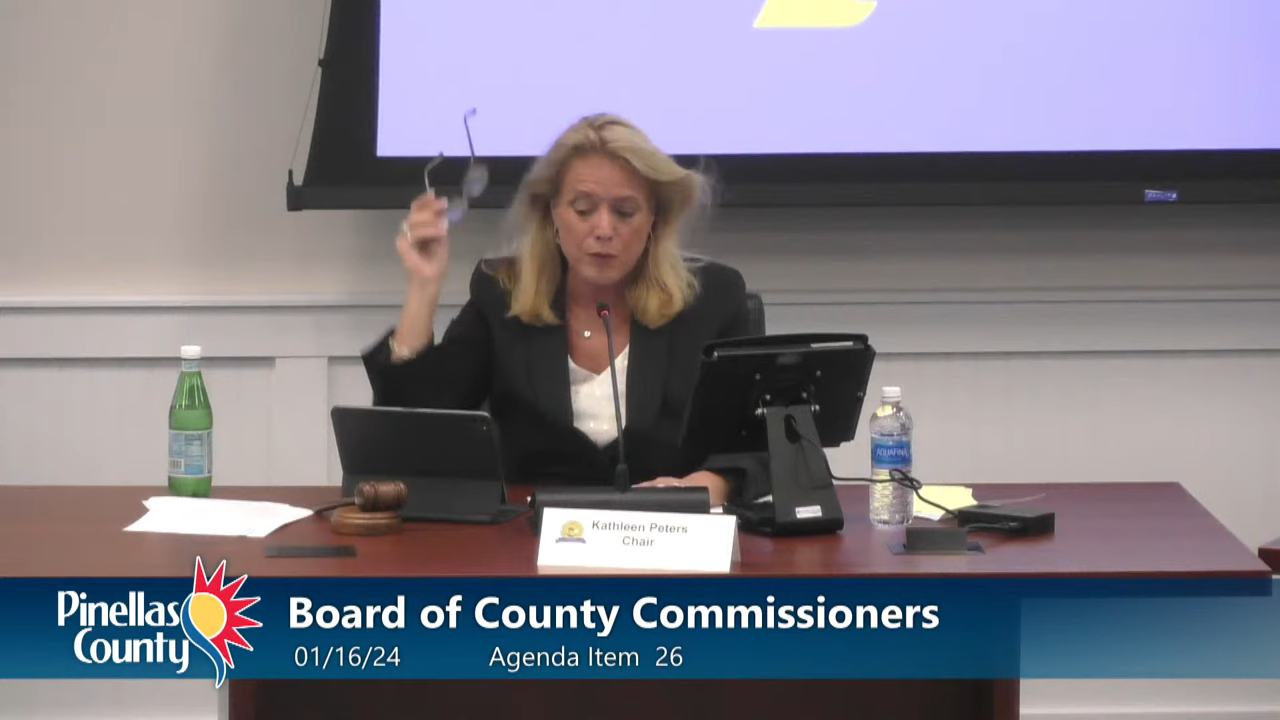 AQUAFINA
Kathleen Peters
Chair
Pinellas
County
Board of County Commissioners
01/16/24
Agenda Item 26